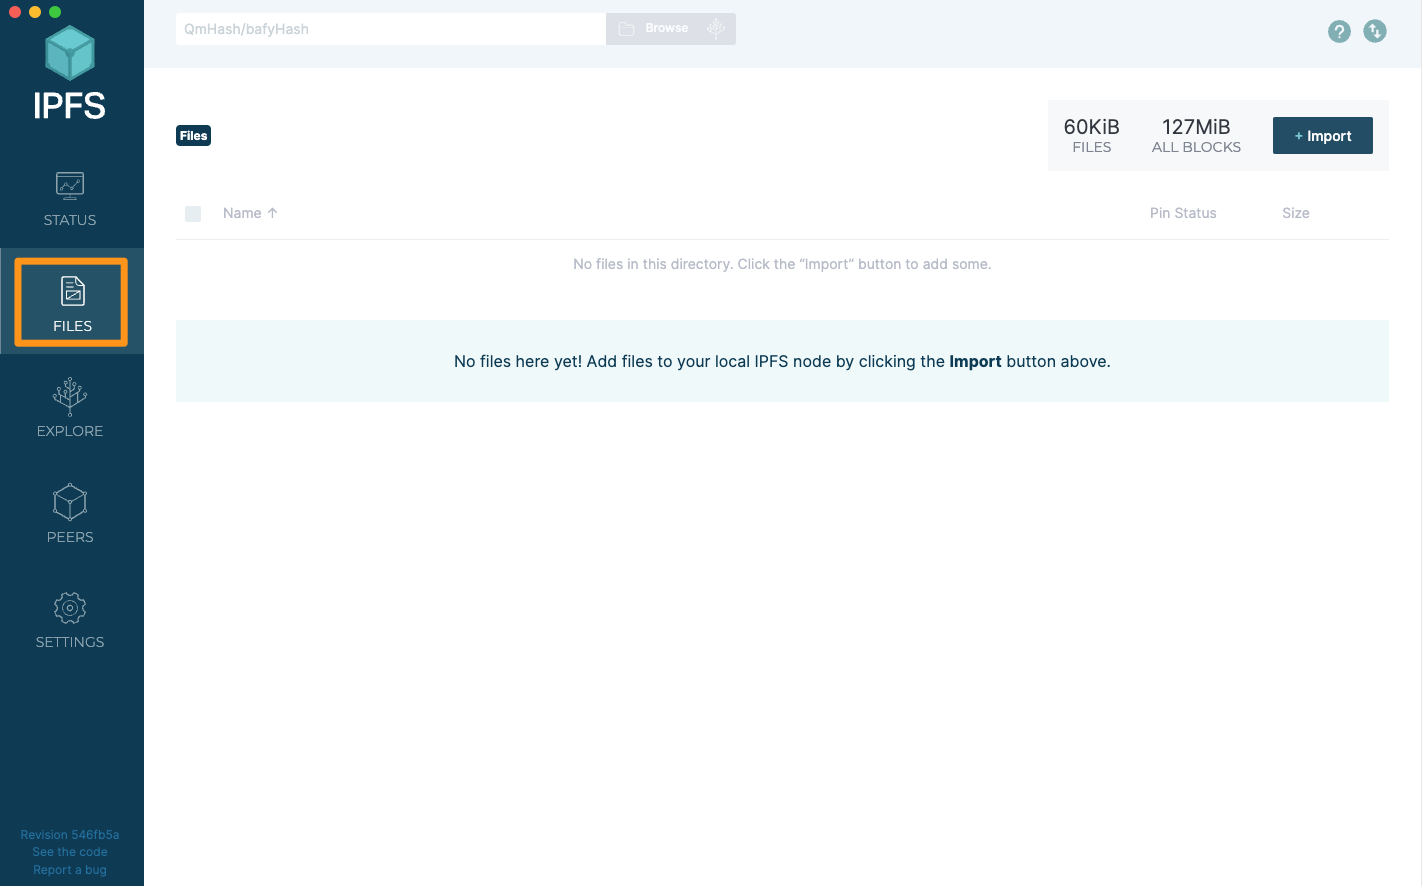 IPFS
STATUS
FILES
EXPLORE
PEERS
SETTINGS
Revision 546fb5a
See the code
Report a bug
QmHash/bafyHash
Browse
?
Files
60KiB
FILES
127MiB
ALL BLOCKS
+ Import
Name ↑
Pin Status
Size
No files in this directory. Click the “Import” button to add some.
No files here yet! Add files to your local IPFS node by clicking the Import button above.